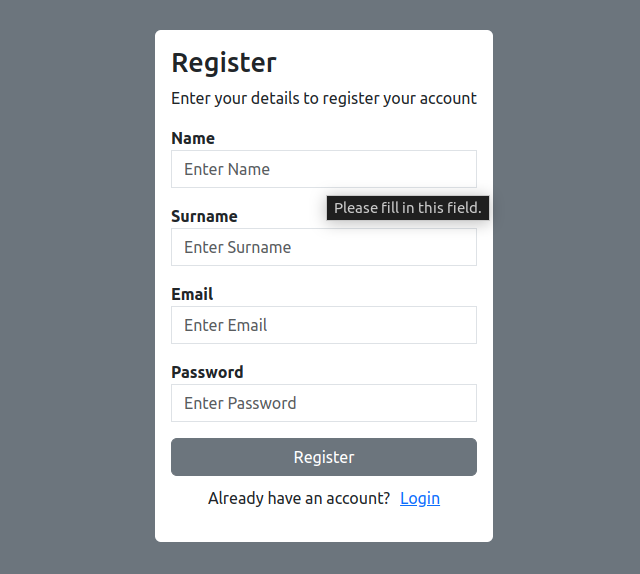 Register
Enter your details to register your account
Name
Enter Name
Please fill in this field.
Surname
Enter Surname
Email
Enter Email
Password
Enter Password
Register
Already have an account? Login